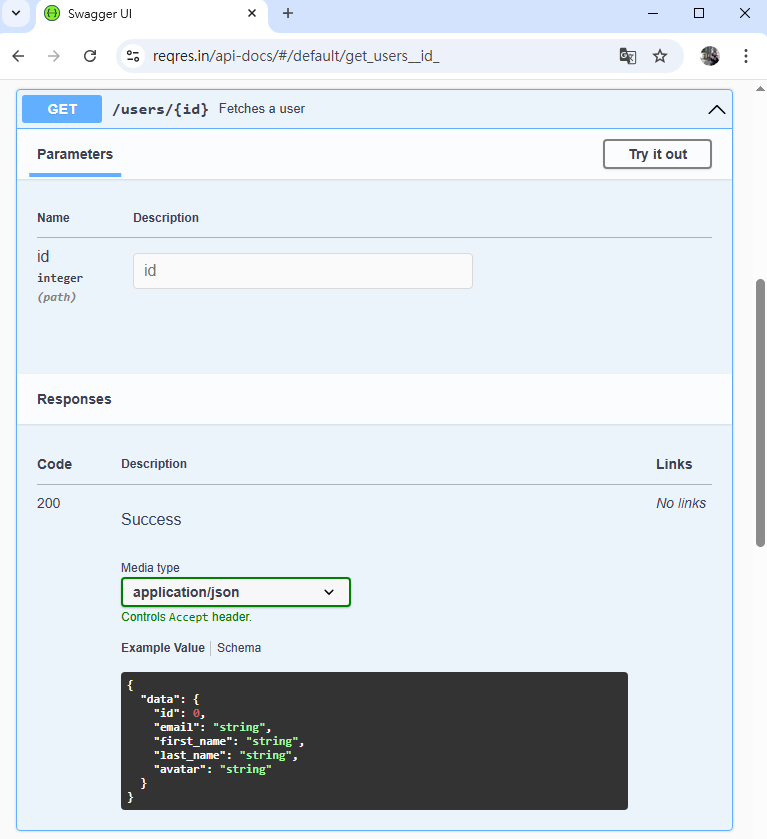 Swagger UI
reqres.in/api-docs/#/default/get_users__id_
GET /users/{id} Fetches a user
Parameters
Try it out
Name Description
id
integer
(path)
id
Responses
Code Description Links
200
Success
No links
Media type
application/json
Controls Accept header.
Example Value Schema
{
  "data": {
    "id": 0,
    "email": "string",
    "first_name": "string",
    "last_name": "string",
    "avatar": "string"
  }
}